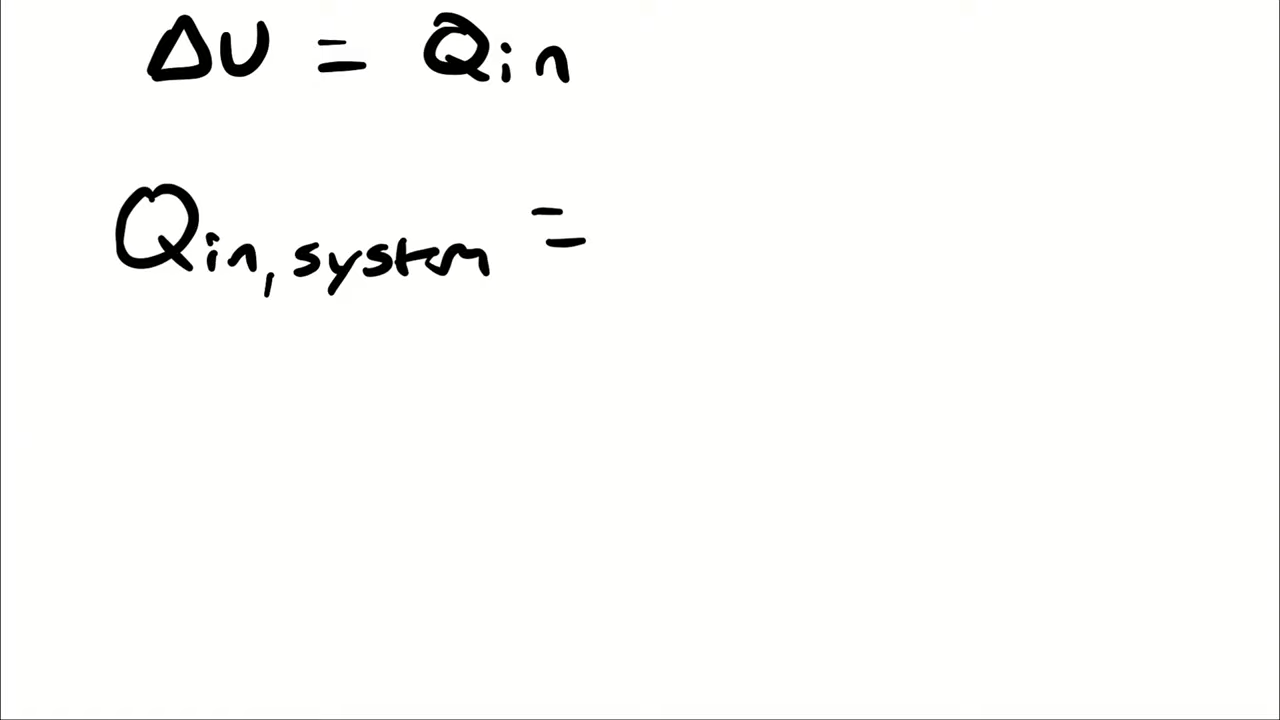 ΔU = Qin
Qin, system =